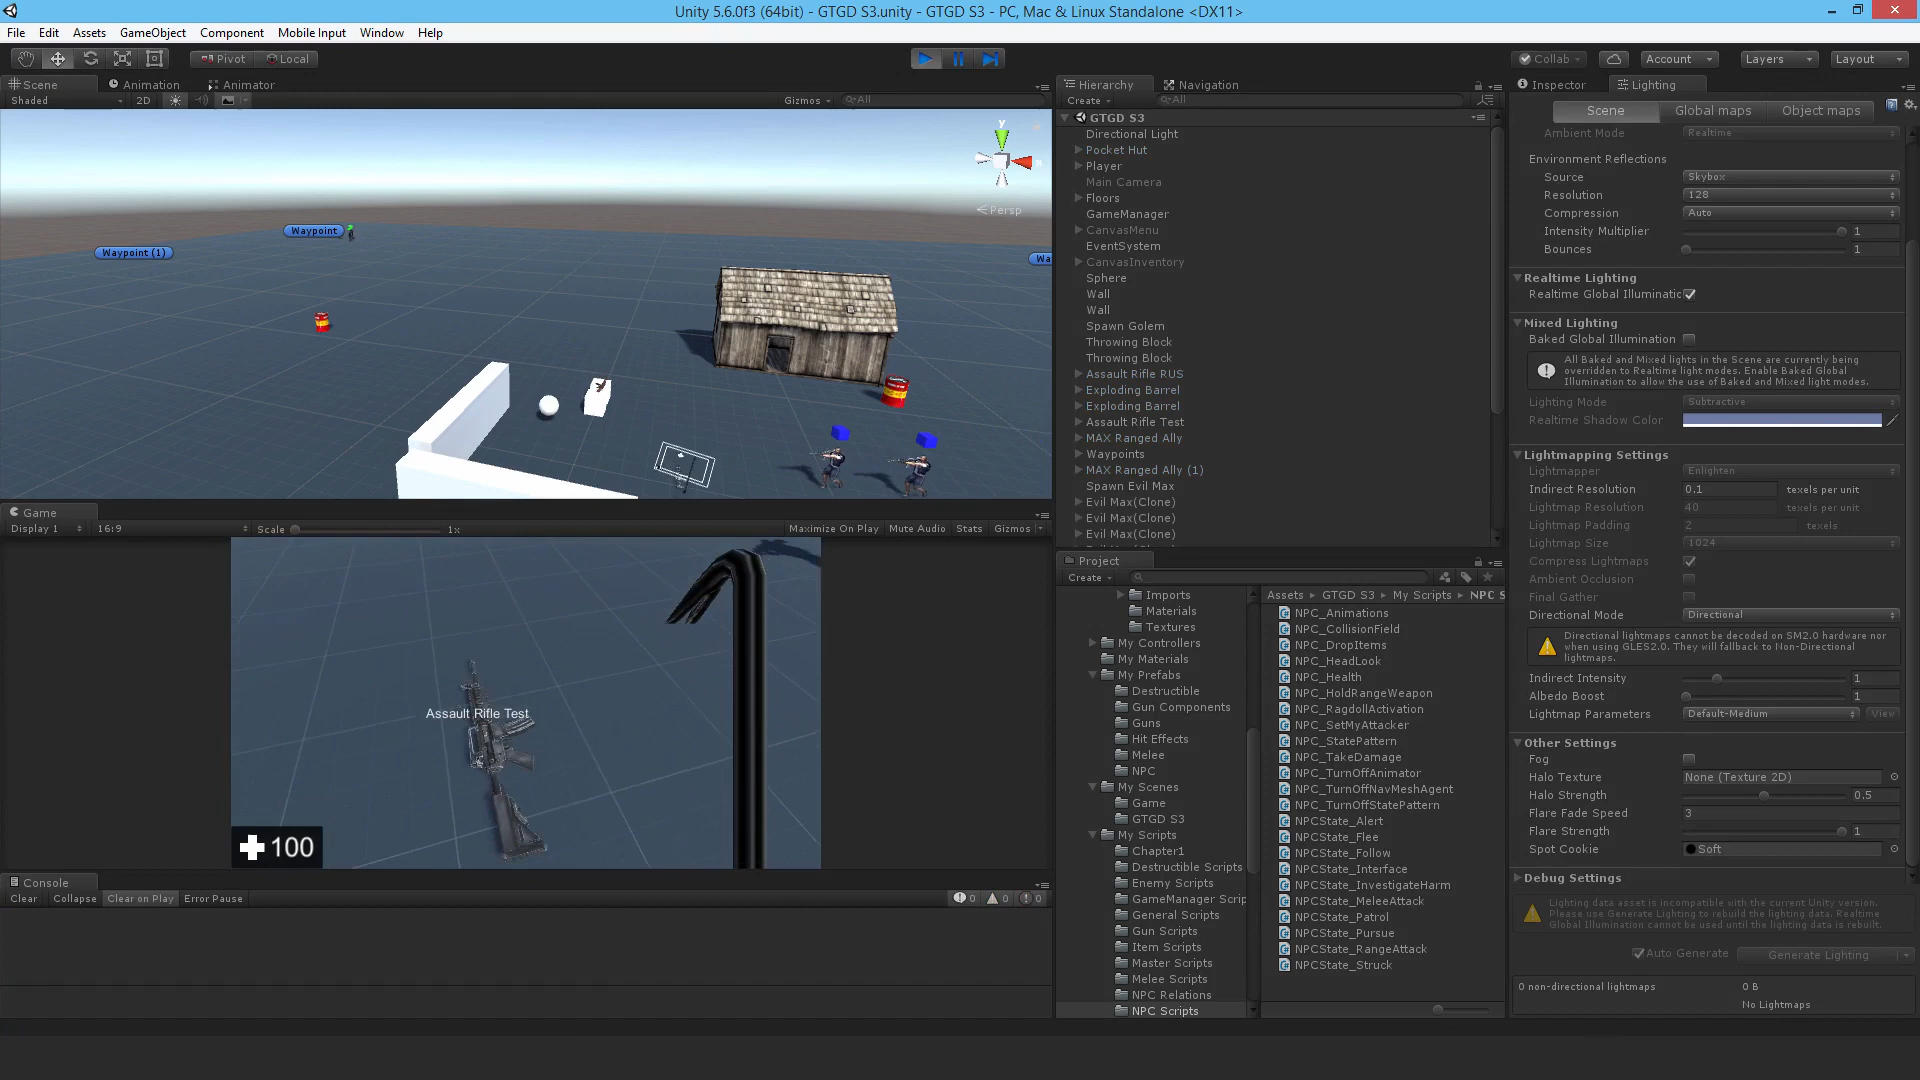 Unity 5.6.0f3 (64bit) - GTGD S3.unity - GTGD S3 - PC, Mac & Linux Standalone <DX11>
File Edit Assets GameObject Component Mobile Input Window Help
Pivot Local
Collab Account Layers Layout
Scene Animation Animator
Shaded 2D Gizmos All
y
Persp
Waypoint
Waypoint (1)
Wa
Game
Display 1 16:9 Scale 1x Maximize On Play Mute Audio Stats Gizmos
Assault Rifle Test
100
Console
Clear Collapse Clear on Play Error Pause 0 0 0
Hierarchy Navigation
Create All
GTGD S3
Directional Light
Pocket Hut
Player
Main Camera
Floors
GameManager
CanvasMenu
EventSystem
CanvasInventory
Sphere
Wall
Wall
Spawn Golem
Throwing Block
Throwing Block
Assault Rifle RUS
Exploding Barrel
Exploding Barrel
Assault Rifle Test
MAX Ranged Ally
Waypoints
MAX Ranged Ally (1)
Spawn Evil Max
Evil Max(Clone)
Evil Max(Clone)
Evil Max(Clone)
Project
Create
Imports
Materials
Textures
My Controllers
My Materials
My Prefabs
Destructible
Gun Components
Guns
Hit Effects
Melee
NPC
My Scenes
Game
GTGD S3
My Scripts
Chapter1
Destructible Scripts
Enemy Scripts
GameManager Scrip
General Scripts
Gun Scripts
Item Scripts
Master Scripts
Melee Scripts
NPC Relations
NPC Scripts
Assets GTGD S3 My Scripts NPC S
NPC_Animations
NPC_CollisionField
NPC_DropItems
NPC_HeadLook
NPC_Health
NPC_HoldRangeWeapon
NPC_RagdollActivation
NPC_SetMyAttacker
NPC_StatePattern
NPC_TakeDamage
NPC_TurnOffAnimator
NPC_TurnOffNavMeshAgent
NPC_TurnOffStatePattern
NPCState_Alert
NPCState_Flee
NPCState_Follow
NPCState_Interface
NPCState_InvestigateHarm
NPCState_MeleeAttack
NPCState_Patrol
NPCState_Pursue
NPCState_RangeAttack
NPCState_Struck
Inspector Lighting
Scene Global maps Object maps
Ambient Mode Realtime
Environment Reflections
Source Skybox
Resolution 128
Compression Auto
Intensity Multiplier 1
Bounces 1
Realtime Lighting
Realtime Global Illuminatic
Mixed Lighting
Baked Global Illumination
All Baked and Mixed lights in the Scene are currently being
overridden to Realtime light modes. Enable Baked Global
Illumination to allow the use of Baked and Mixed light modes.
Lighting Mode Subtractive
Realtime Shadow Color
Lightmapping Settings
Lightmapper Enlighten
Indirect Resolution 0.1 texels per unit
Lightmap Resolution 40 texels per unit
Lightmap Padding 2 texels
Lightmap Size 1024
Compress Lightmaps
Ambient Occlusion
Final Gather
Directional Mode Directional
Directional lightmaps cannot be decoded on SM2.0 hardware nor
when using GLES2.0. They will fallback to Non-Directional
lightmaps.
Indirect Intensity 1
Albedo Boost 1
Lightmap Parameters Default-Medium View
Other Settings
Fog
Halo Texture None (Texture 2D)
Halo Strength 0.5
Flare Fade Speed 3
Flare Strength 1
Spot Cookie Soft
Debug Settings
Lighting data asset is incompatible with the current Unity version.
Please use Generate Lighting to rebuild the lighting data. Realtime
Global Illumination cannot be used until the lighting data is rebuilt.
Auto Generate Generate Lighting
0 non-directional lightmaps 0 B
No Lightmaps